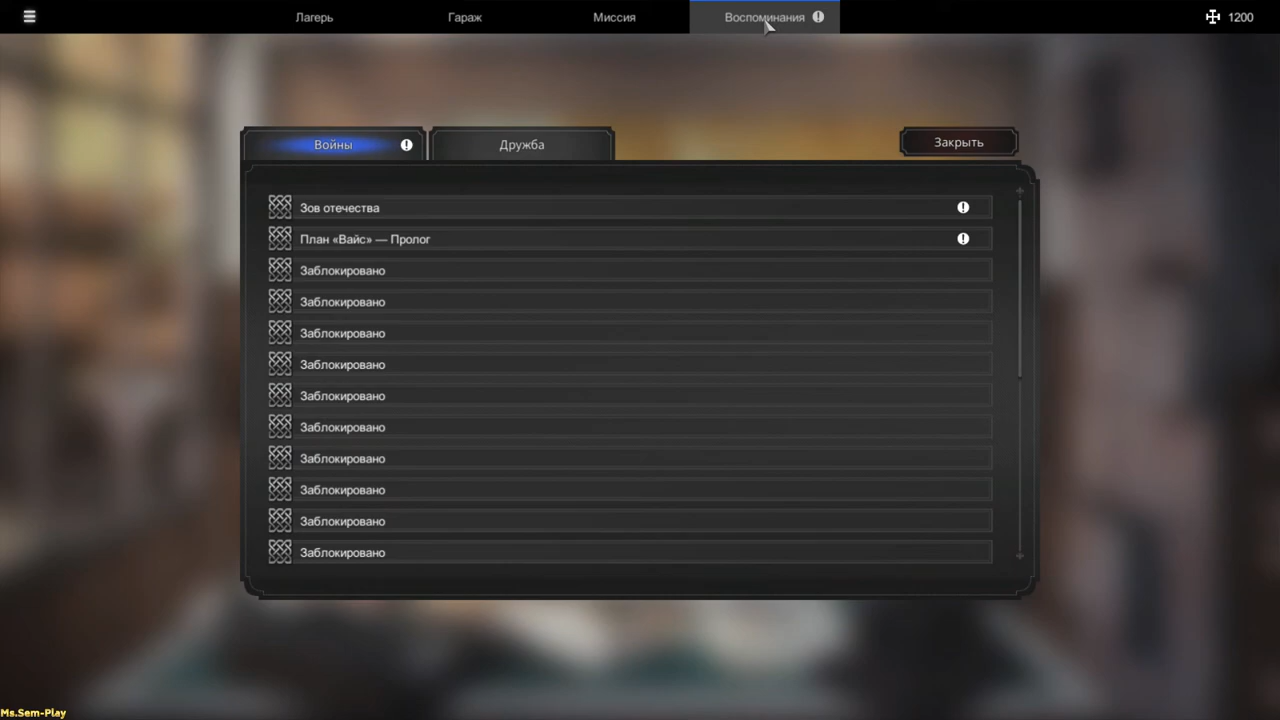 Лагерь
Гараж
Миссия
Воспоминания
1200
Войны
Дружба
Закрыть
Зов отечества
План «Вайс» — Пролог
Заблокировано
Заблокировано
Заблокировано
Заблокировано
Заблокировано
Заблокировано
Заблокировано
Заблокировано
Заблокировано
Заблокировано
Ms.Sem-Play